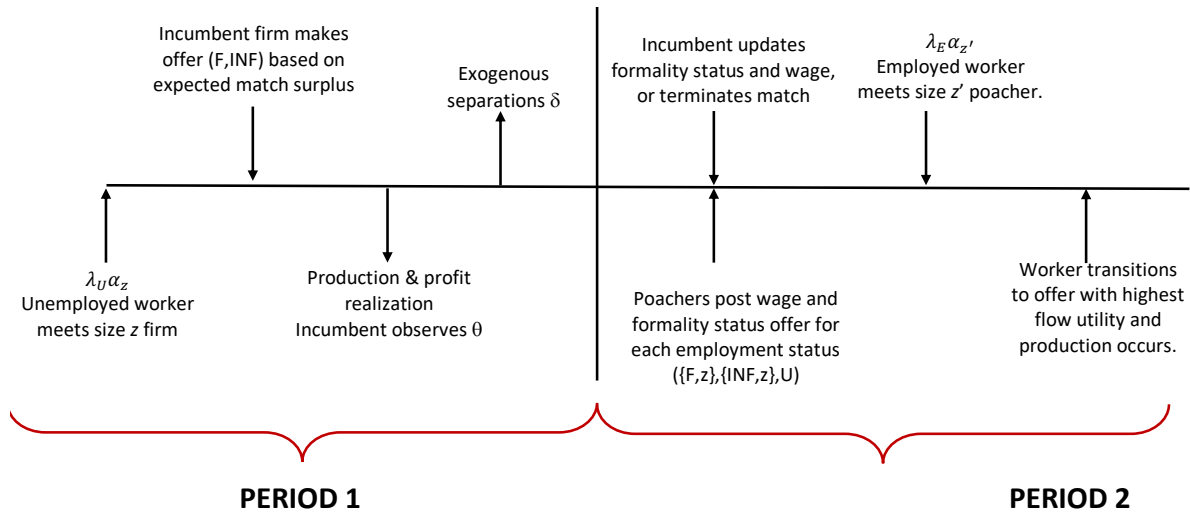 Incumbent firm makes
offer (F,INF) based on
expected match surplus
Exogenous
separations δ
Incumbent updates
formality status and wage,
or terminates match
λ_E α_z′
Employed worker
meets size z’ poacher.
λ_U α_z
Unemployed worker
meets size z firm
Production & profit
realization
Incumbent observes θ
Poachers post wage and
formality status offer for
each employment status
({F,z},{INF,z},U)
Worker transitions
to offer with highest
flow utility and
production occurs.
PERIOD 1
PERIOD 2